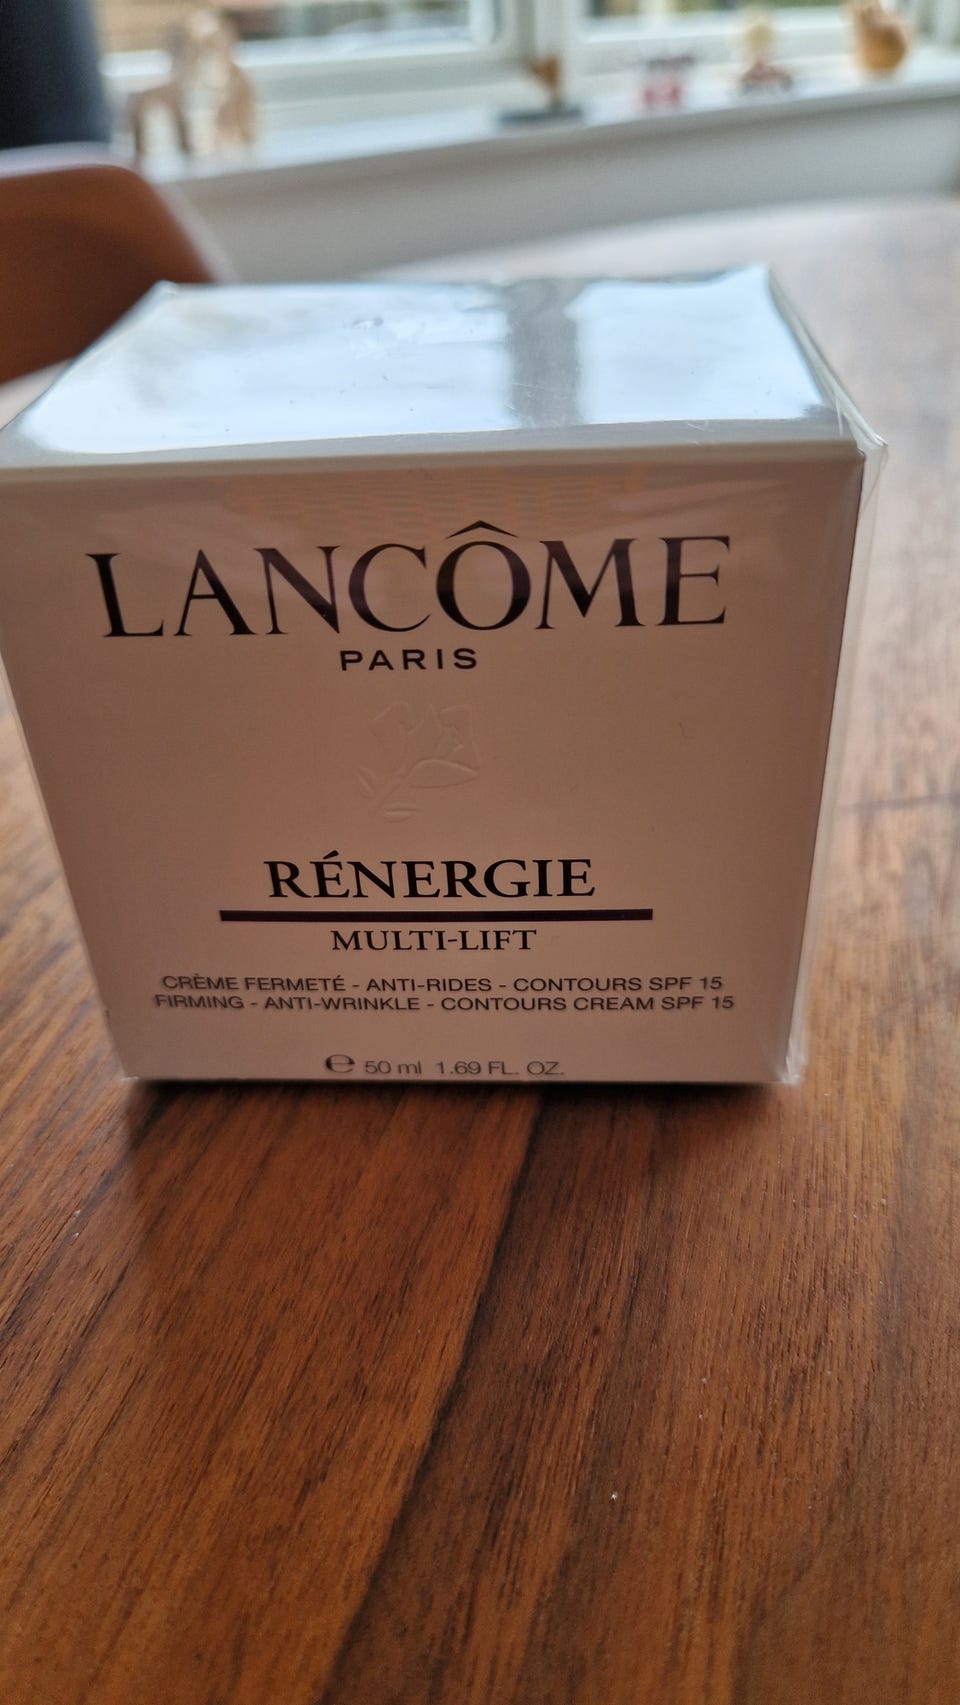 LANCÔME
PARIS
RÉNERGIE
MULTI-LIFT
CRÈME FERMETÉ - ANTI-RIDES - CONTOURS SPF 15
FIRMING - ANTI-WRINKLE - CONTOURS CREAM SPF 15
℮ 50 ml 1.69 FL. OZ.